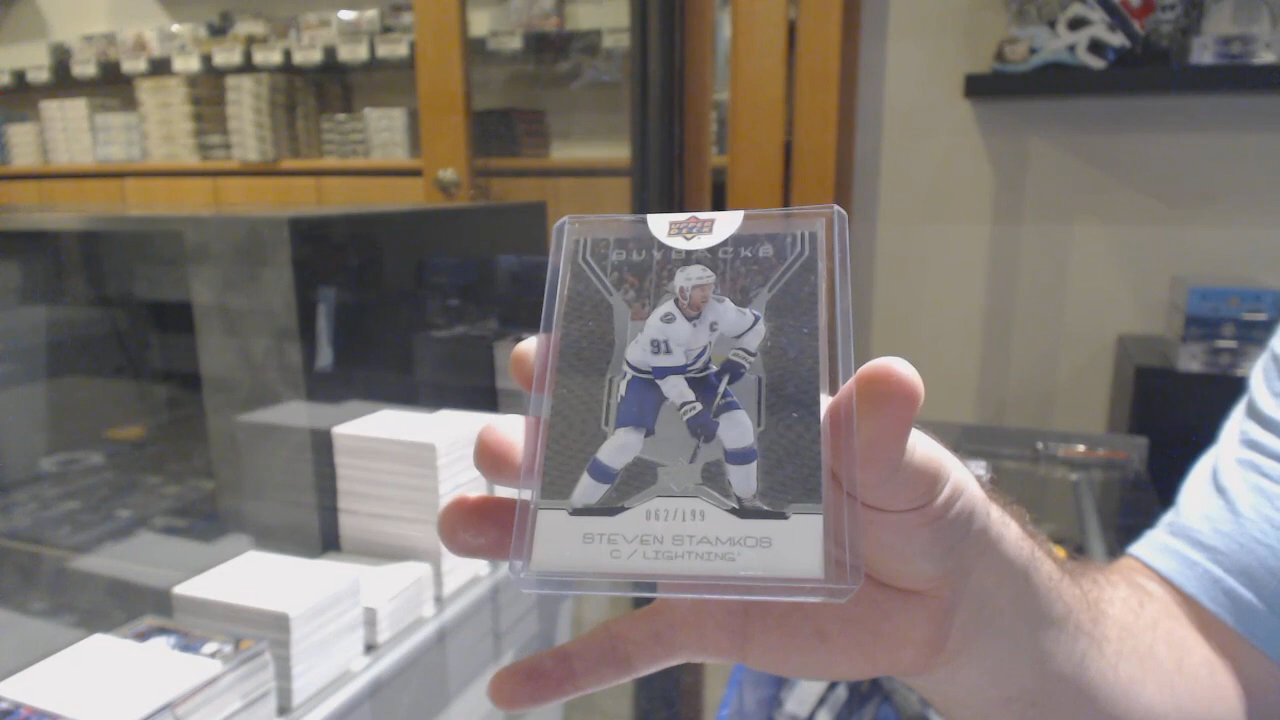 UPPER
DECK
BUYBACKS
C
91
062/199
STEVEN STAMKOS
C / LIGHTNING